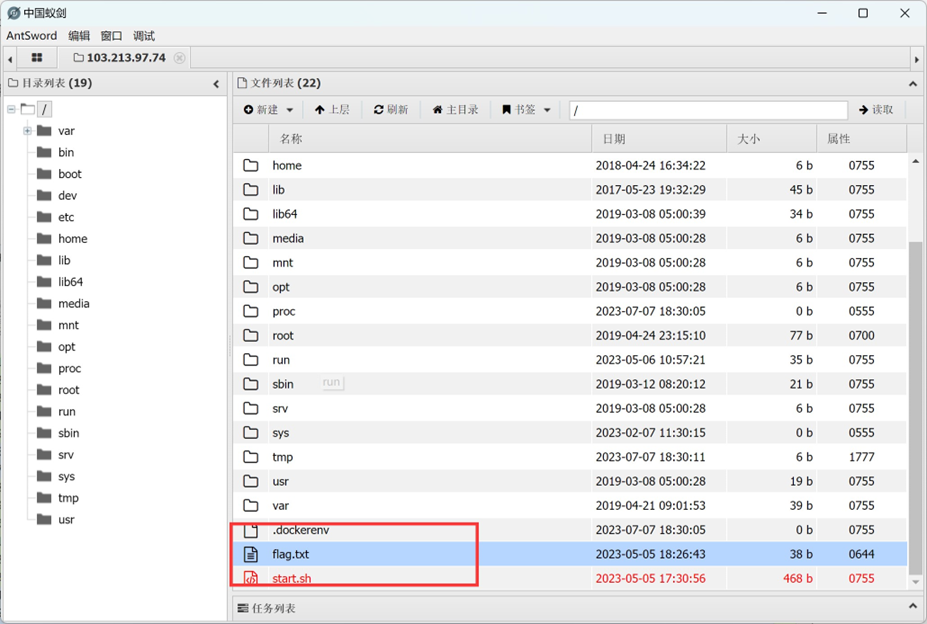 中国蚁剑
AntSword 编辑 窗口 调试
103.213.97.74
目录列表 (19)
/
var
bin
boot
dev
etc
home
lib
lib64
media
mnt
opt
proc
root
run
sbin
srv
sys
tmp
usr
文件列表 (22)
新建 上层 刷新 主目录 书签 / 读取
名称 日期 大小 属性
home 2018-04-24 16:34:22 6 b 0755
lib 2017-05-23 19:32:29 45 b 0755
lib64 2019-03-08 05:00:39 34 b 0755
media 2019-03-08 05:00:28 6 b 0755
mnt 2019-03-08 05:00:28 6 b 0755
opt 2019-03-08 05:00:28 6 b 0755
proc 2023-07-07 18:30:05 0 b 0555
root 2019-04-24 23:15:10 77 b 0700
run 2023-05-06 10:57:21 35 b 0755
sbin run 2019-03-12 08:20:12 21 b 0755
srv 2019-03-08 05:00:28 6 b 0755
sys 2023-02-07 11:30:15 0 b 0555
tmp 2023-07-07 18:30:11 6 b 1777
usr 2019-03-08 05:00:28 19 b 0755
var 2019-04-21 09:01:53 39 b 0755
.dockerenv 2023-07-07 18:30:05 0 b 0755
flag.txt 2023-05-05 18:26:43 38 b 0644
start.sh 2023-05-05 17:30:56 468 b 0755
任务列表